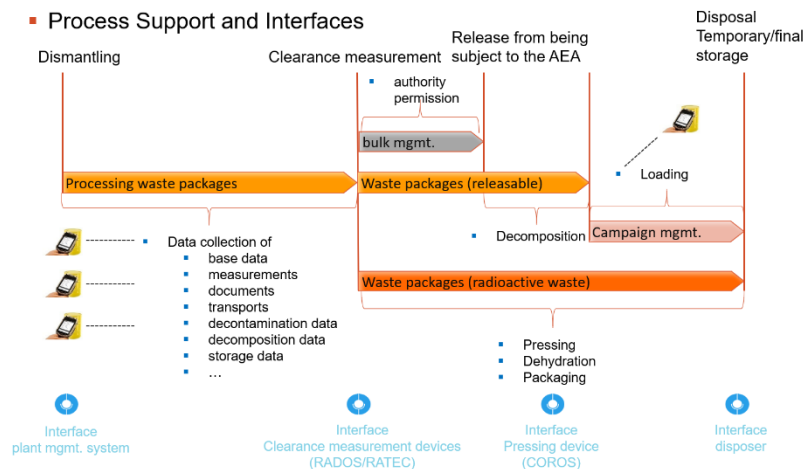 ▪ Process Support and Interfaces
Dismantling
Clearance measurement
Release from being
subject to the AEA
Disposal
Temporary/final
storage
▪ authority
permission
bulk mgmt.
Processing waste packages
Waste packages (releasable)
▪ Loading
▪ Decomposition
Campaign mgmt.
▪ Data collection of
▪ base data
▪ measurements
▪ documents
▪ transports
▪ decontamination data
▪ decomposition data
▪ storage data
▪ …
Waste packages (radioactive waste)
▪ Pressing
▪ Dehydration
▪ Packaging
Interface
plant mgmt. system
Interface
Clearance measurement devices
(RADOS/RATEC)
Interface
Pressing device
(COROS)
Interface
disposer